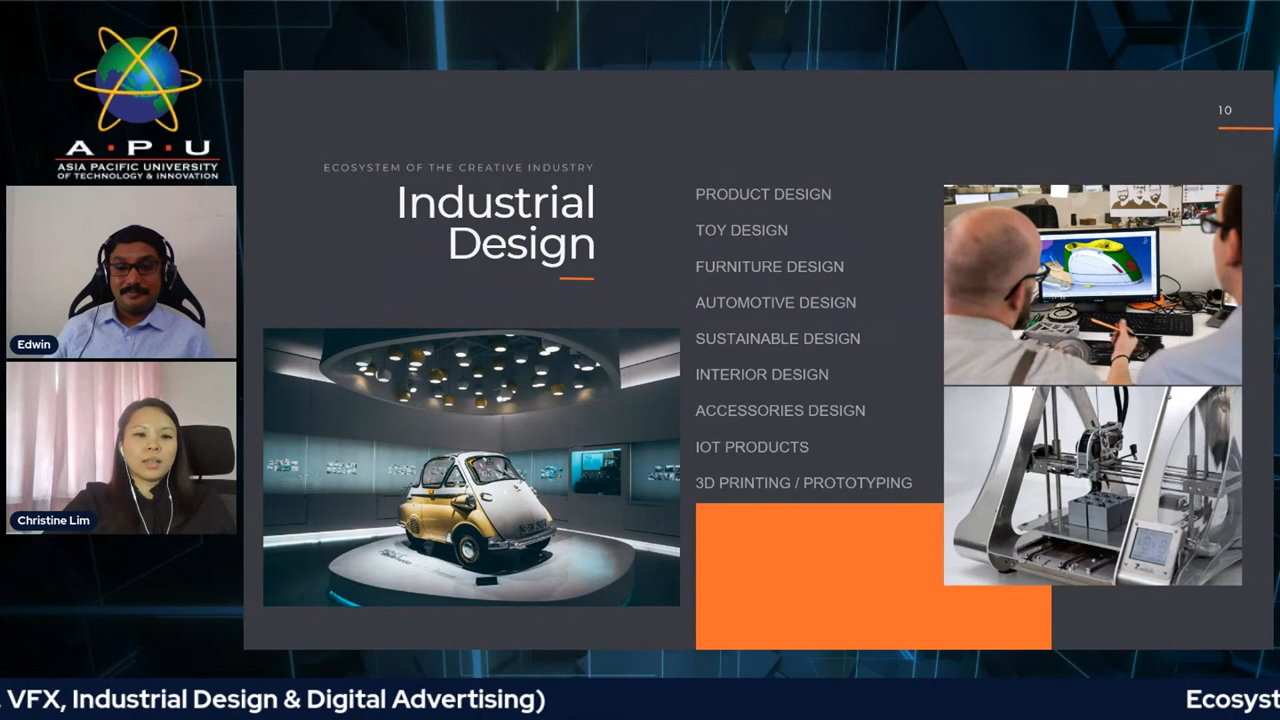 A·P·U
ASIA PACIFIC UNIVERSITY
OF TECHNOLOGY & INNOVATION
Edwin
Christine Lim
10
ECOSYSTEM OF THE CREATIVE INDUSTRY
Industrial
Design
PRODUCT DESIGN
TOY DESIGN
FURNITURE DESIGN
AUTOMOTIVE DESIGN
SUSTAINABLE DESIGN
INTERIOR DESIGN
ACCESSORIES DESIGN
IOT PRODUCTS
3D PRINTING / PROTOTYPING
VFX, Industrial Design & Digital Advertising)
Ecosyst